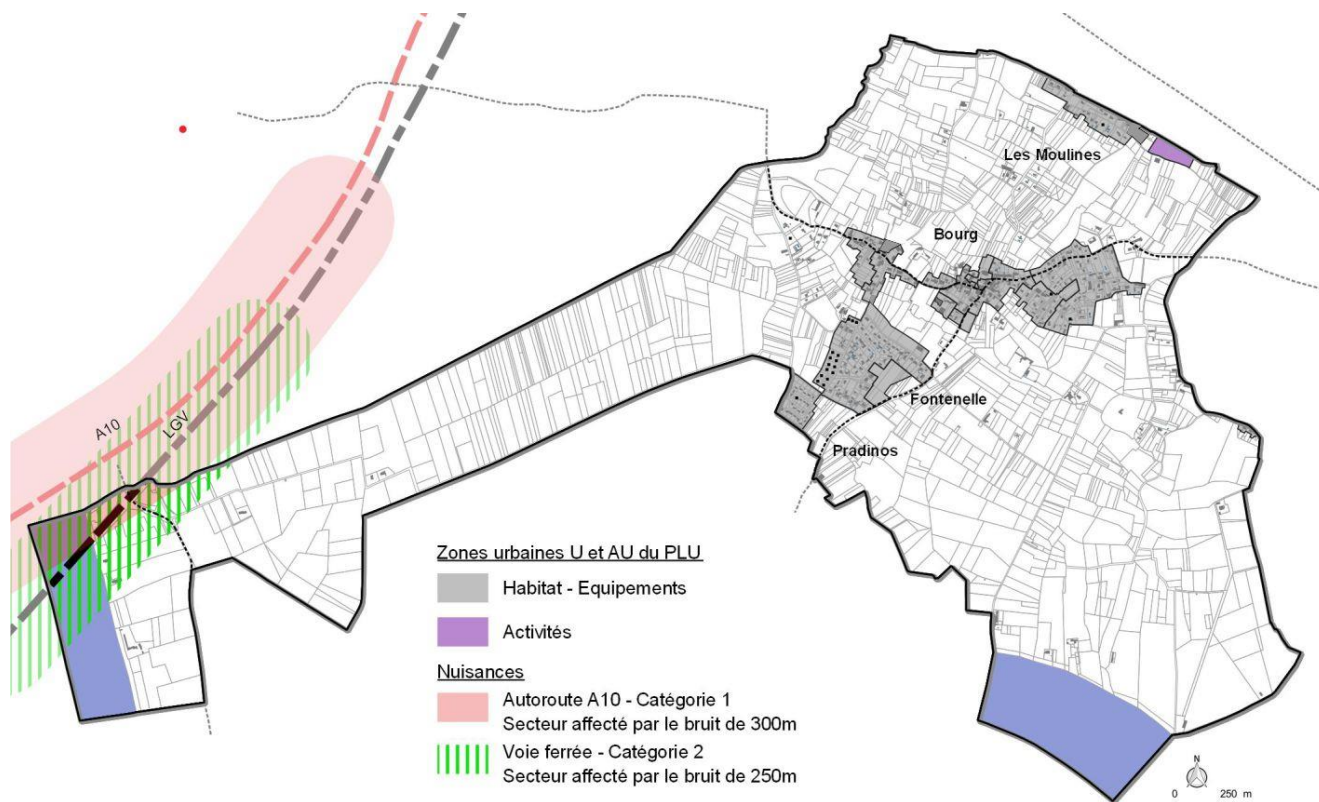 Les Moulines
Bourg
A10
LGV
Fontenelle
Pradinos
Zones urbaines U et AU du PLU
Habitat - Equipements
Activités
Nuisances
Autoroute A10 - Catégorie 1
Secteur affecté par le bruit de 300m
Voie ferrée - Catégorie 2
Secteur affecté par le bruit de 250m
N
0 250 m